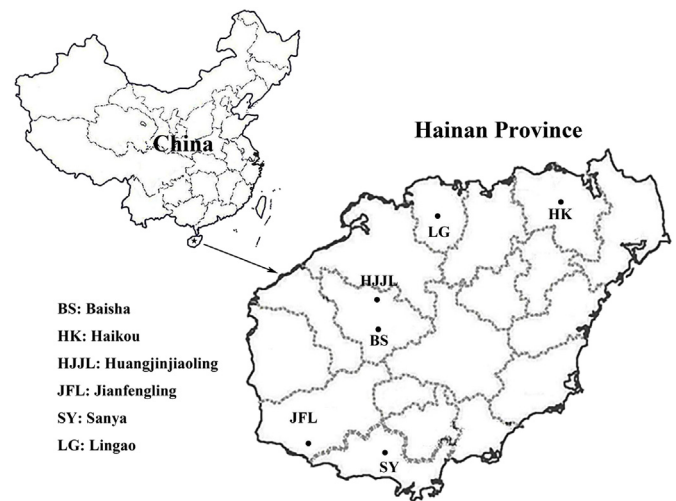 China
Hainan Province
LG
HK
HJJL
BS
JFL
SY
BS: Baisha
HK: Haikou
HJJL: Huangjinjiaoling
JFL: Jianfengling
SY: Sanya
LG: Lingao